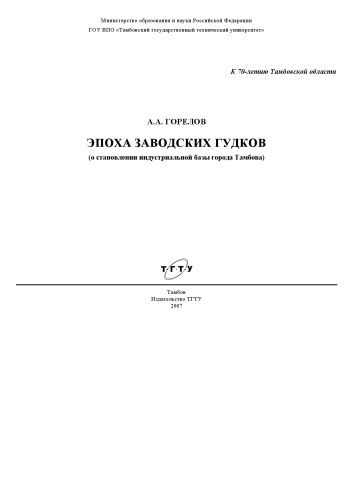 Министерство образования и науки Российской Федерации
ГОУ ВПО «Тамбовский государственный технический университет»
К 70-летию Тамбовской области
А.А. ГОРЕЛОВ
ЭПОХА ЗАВОДСКИХ ГУДКОВ
(о становлении индустриальной базы города Тамбова)
Т·Г·Т·У
Тамбов
Издательство ТГТУ
2007